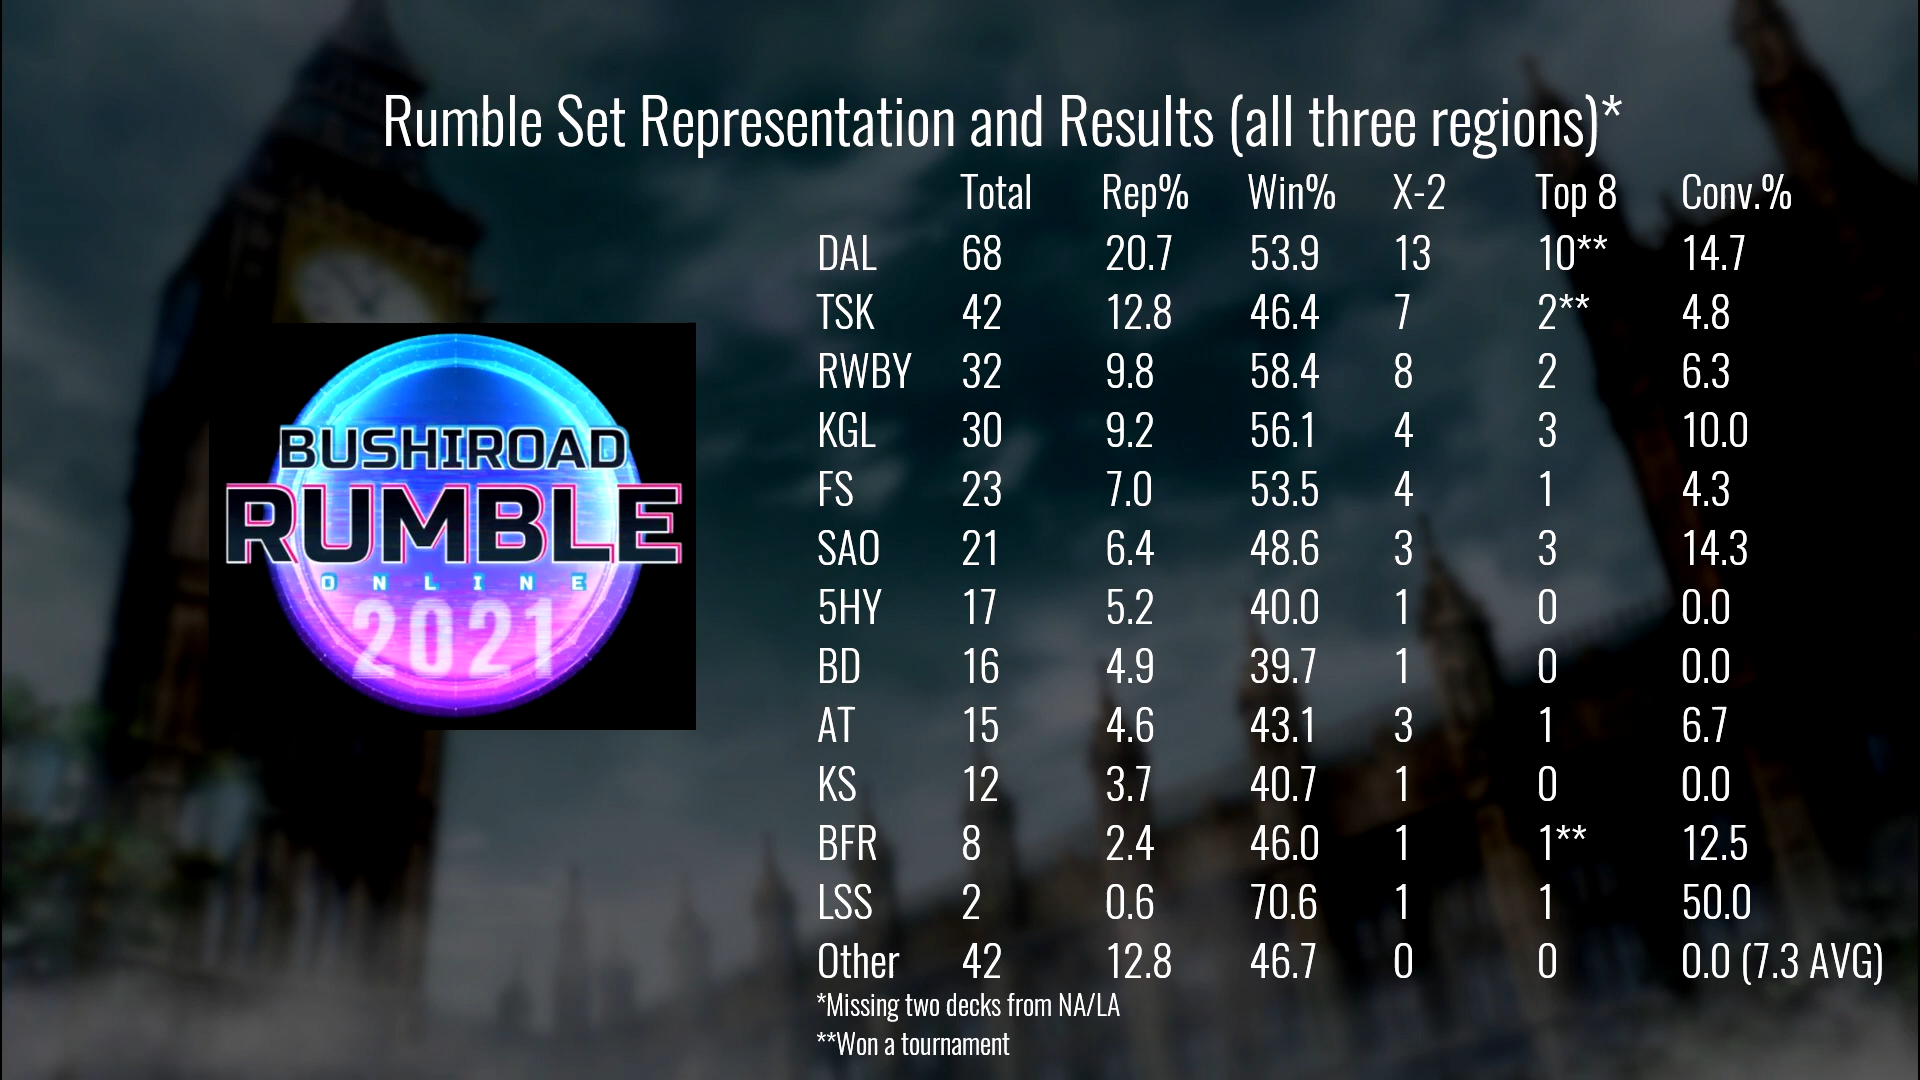 Rumble Set Representation and Results (all three regions)*
Total Rep% Win% X-2 Top 8 Conv.%
DAL 68 20.7 53.9 13 10** 14.7
TSK 42 12.8 46.4 7 2** 4.8
RWBY 32 9.8 58.4 8 2 6.3
KGL 30 9.2 56.1 4 3 10.0
FS 23 7.0 53.5 4 1 4.3
SAO 21 6.4 48.6 3 3 14.3
5HY 17 5.2 40.0 1 0 0.0
BD 16 4.9 39.7 1 0 0.0
AT 15 4.6 43.1 3 1 6.7
KS 12 3.7 40.7 1 0 0.0
BFR 8 2.4 46.0 1 1** 12.5
LSS 2 0.6 70.6 1 1 50.0
Other 42 12.8 46.7 0 0 0.0 (7.3 AVG)
*Missing two decks from NA/LA
**Won a tournament
BUSHIROAD
RUMBLE
ONLINE
2021